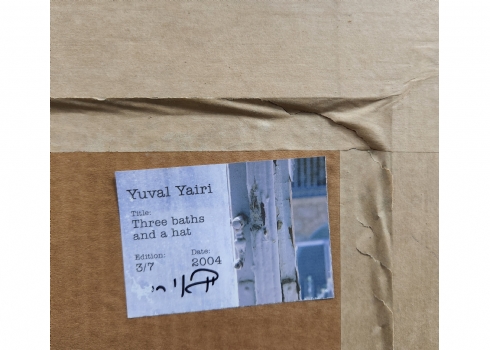 Yuval Yairi
Title:
Three baths
and a hat
Edition:
3/7
Date:
2004